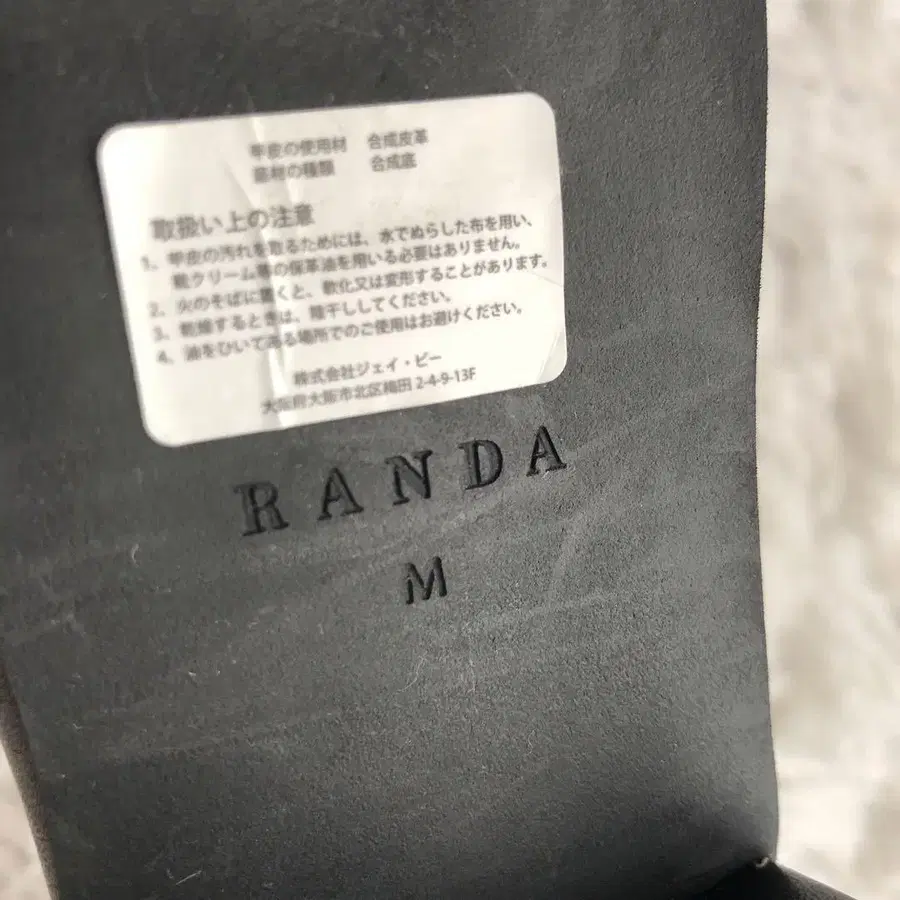 甲皮の使用材 合成皮革
底材の種類 合成底
取扱い上の注意
1、甲皮の汚れを取るためには、水でぬらした布を用い、
靴クリーム等の保革油を用いる必要はありません。
2、火のそばに置くと、軟化又は変形することがあります。
3、乾燥するときは、陰干ししてください。
4、油をひいてある場所でのご使用はお避けください。
株式会社ジェイ・ビー
大阪府大阪市北区梅田 2-4-9-13F
RANDA
M